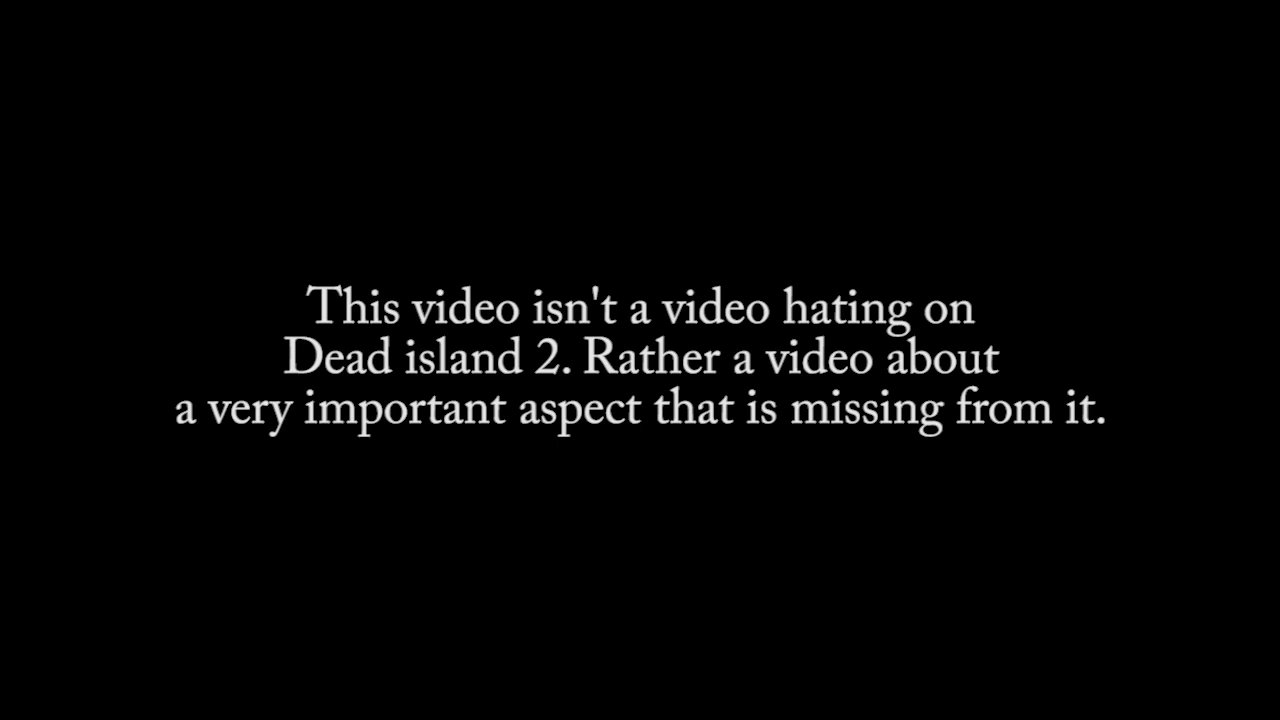 This video isn't a video hating on
Dead island 2. Rather a video about
a very important aspect that is missing from it.